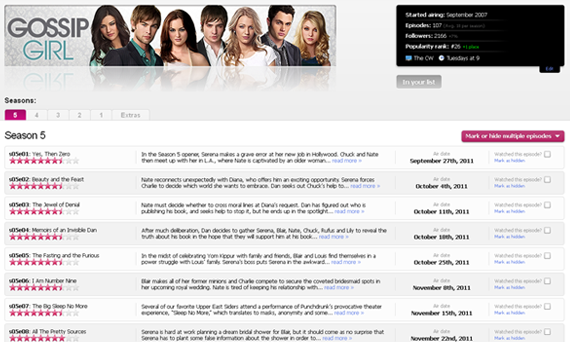 GOSSIP
GIRL
Started airing: September 2007
Episodes: 107
Followers: 2166
Popularity rank: #26 +1 place
The CW Tuesdays at 9
Edit
In your list
Seasons:
5 4 3 2 1 Extras
Season 5
Mark or hide multiple episodes
s05e01: Yes, Then Zero
In the Season 5 opener, Serena makes a grave error at her new job in Hollywood. Chuck and Nate
then meet up with her in L.A., where Nate is captivated by an older woman... read more »
Air date
September 27th, 2011
Watched the episode?
Mark as hidden
s05e02: Beauty and the Feast
Nate reconnects unexpectedly with Diana, who offers him an exciting opportunity. Serena forces
Charlie to decide which world she wants to embrace. Dan seeks out Chuck's help to... read more »
Air date
October 4th, 2011
Watched the episode?
Mark as hidden
s05e03: The Jewel of Denial
Nate must decide whether to cross moral lines at Diana's request. Dan has figured out who is
publishing his book, and seeks help to stop it, but he ends up in the spotlight... read more »
Air date
October 11th, 2011
Watched the episode?
Mark as hidden
s05e04: Memoirs of an Invisible Dan
After much deliberation, Dan decides to gather Serena, Blair, Nate, Chuck, Rufus and Lily to reveal the
truth about his book in the hope that they will support him at his book... read more »
Air date
October 18th, 2011
Watched the episode?
Mark as hidden
s05e05: The Fasting and the Furious
In the midst of celebrating Yom Kippur with family and friends, Blair and Louis find themselves in a
power struggle with Louis' family. Serena's boss puts Serena in the awkward... read more »
Air date
October 25th, 2011
Watched the episode?
Mark as hidden
s05e06: I Am Number Nine
Blair makes all of her former minions and Charlie compete to secure the coveted bridesmaid spots in
her upcoming royal wedding. Nate is tired of keeping his relationship with... read more »
Air date
November 8th, 2011
Watched the episode?
Mark as hidden
s05e07: The Big Sleep No More
Several of our favorite Upper East Siders attend a performance of Punchdrunk's provocative theater
experience, "Sleep No More," which translates to masks, anonymity and some... read more »
Air date
November 15th, 2011
Watched the episode?
Mark as hidden
s05e08: All The Pretty Sources
Serena is hard at work planning a dream bridal shower for Blair, but it should come as no surprise that
Serena has to plant some false information about the shower in order to... read more »
Air date
November 22nd, 2011
Watched the episode?
Mark as hidden